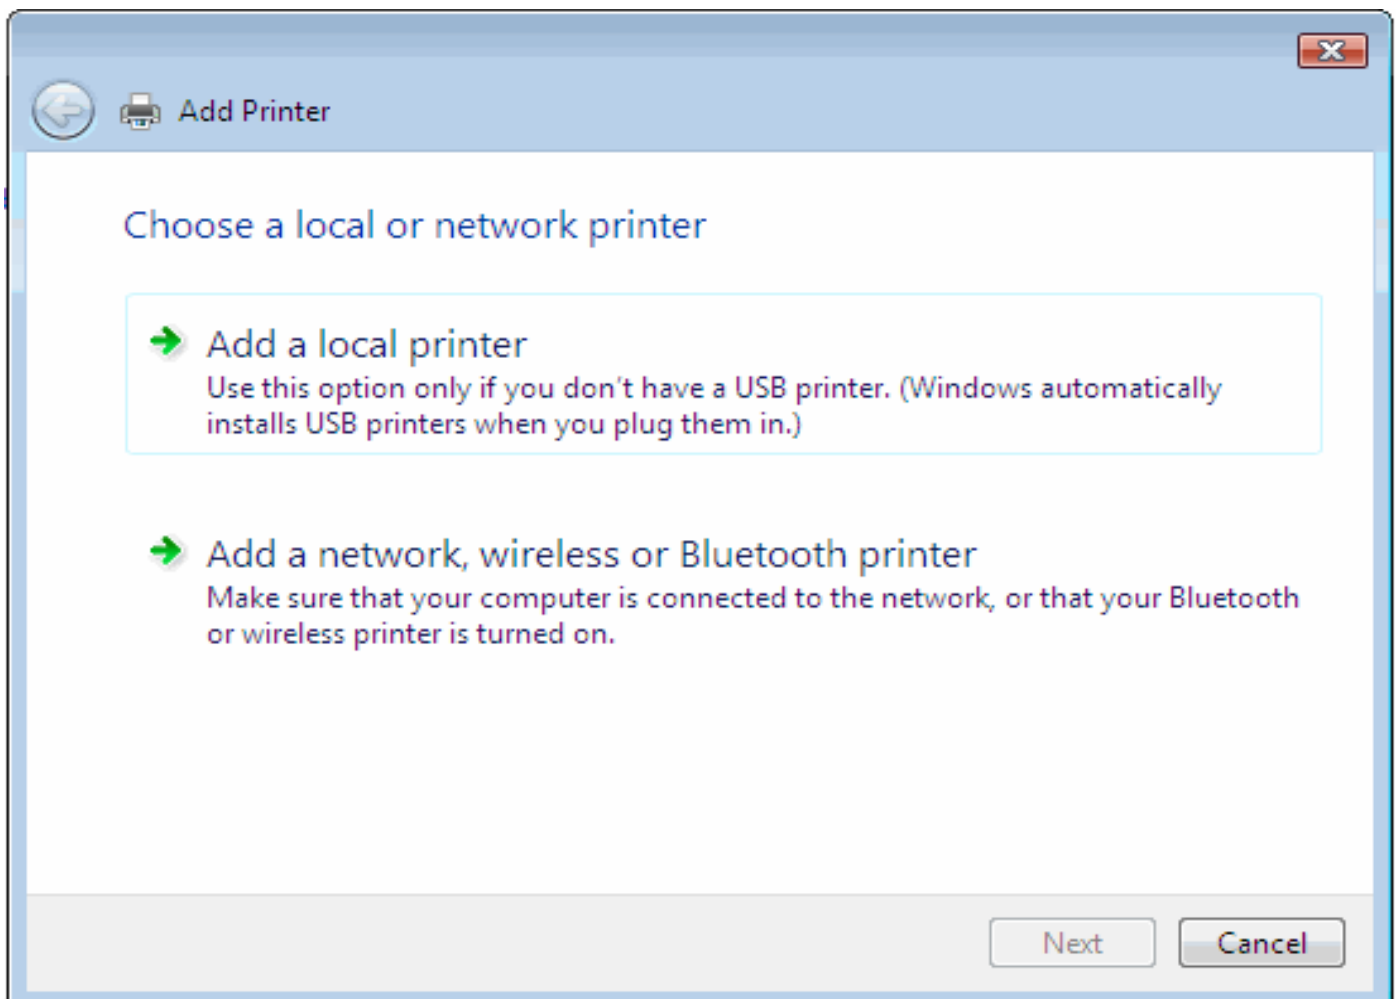 Add Printer
Choose a local or network printer
Add a local printer
Use this option only if you don't have a USB printer. (Windows automatically
installs USB printers when you plug them in.)
Add a network, wireless or Bluetooth printer
Make sure that your computer is connected to the network, or that your Bluetooth
or wireless printer is turned on.
Next
Cancel